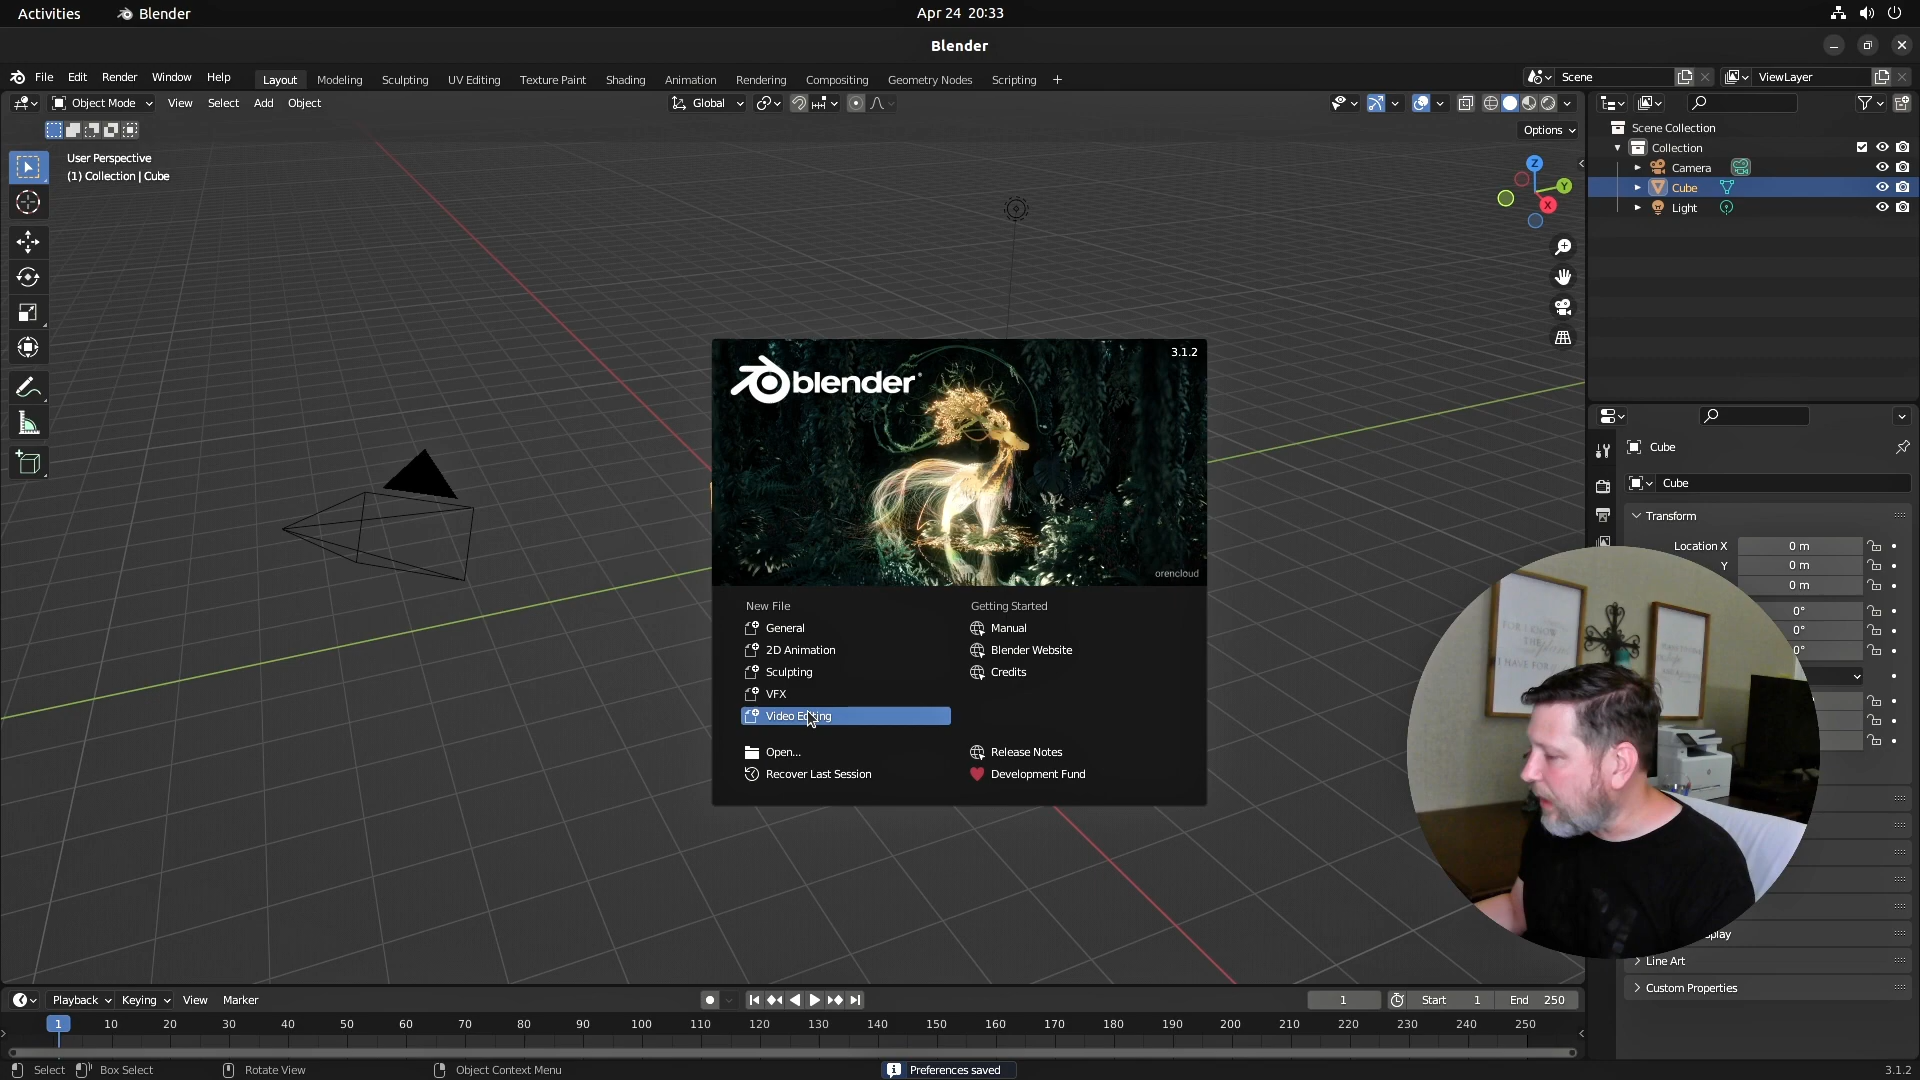 Activities Blender Apr 24 20:33
Blender
File Edit Render Window Help Layout Modeling Sculpting UV Editing Texture Paint Shading Animation Rendering Compositing Geometry Nodes Scripting + Scene ViewLayer
Object Mode View Select Add Object Global
Options
User Perspective
(1) Collection | Cube
Z
Y
X
Scene Collection
Collection
Camera
Cube
Light
3.1.2
blender
orencloud
New File
General
2D Animation
Sculpting
VFX
Video Editing
Open...
Recover Last Session
Getting Started
Manual
Blender Website
Credits
Release Notes
Development Fund
Cube
Cube
Transform
Location X 0 m
Y 0 m
0 m
0°
0°
0°
FOR I KNOW
THE
I HAVE FOR
Line Art
Custom Properties
Playback Keying View Marker 1 Start 1 End 250
1 10 20 30 40 50 60 70 80 90 100 110 120 130 140 150 160 170 180 190 200 210 220 230 240 250
Select Box Select Rotate View Object Context Menu Preferences saved 3.1.2